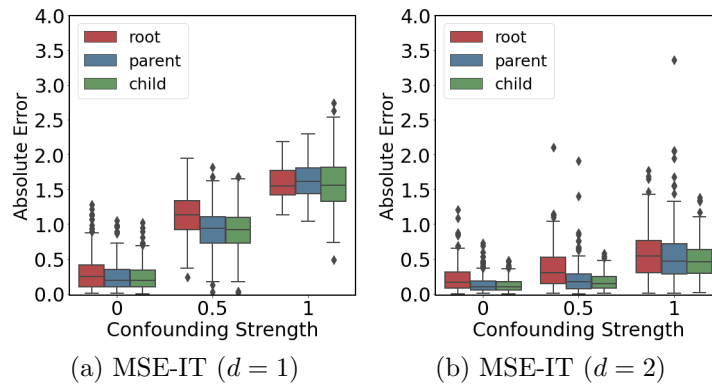 4.0
3.5
3.0
2.5
2.0
1.5
1.0
0.5
0.0
Absolute Error
root
parent
child
0 0.5 1
Confounding Strength
(a) MSE-IT (d = 1)
4.0
3.5
3.0
2.5
2.0
1.5
1.0
0.5
0.0
Absolute Error
root
parent
child
0 0.5 1
Confounding Strength
(b) MSE-IT (d = 2)